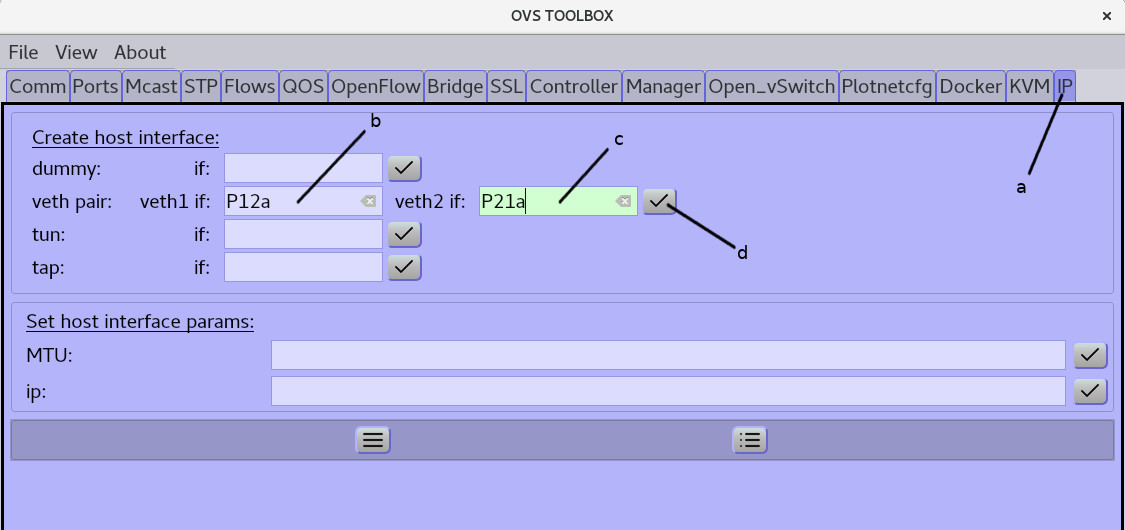 OVS TOOLBOX
File View About
Comm Ports Mcast STP Flows QOS OpenFlow Bridge SSL Controller Manager Open_vSwitch Plotnetcfg Docker KVM IP
b
Create host interface:
c
dummy: if:
a
veth pair: veth1 if: P12a veth2 if: P21a
tun: if:
d
tap: if:
Set host interface params:
MTU:
ip: